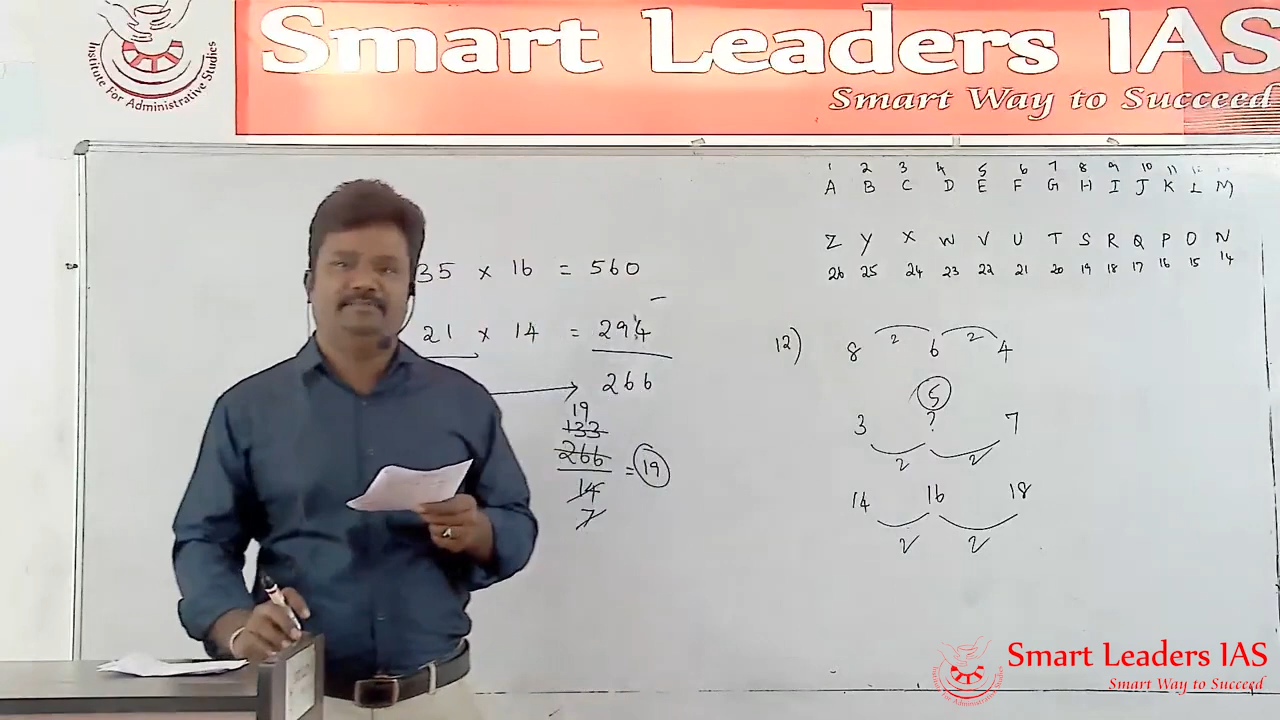 Smart Leaders IAS
Smart Way to Succeed
Institute For Administrative Studies
1 2 3 4 5 6 7 8 9 10 11 12
A B C D E F G H I J K L M
Z Y X W V U T S R Q P O N
26 25 24 23 22 21 20 19 18 17 16 15 14
35 × 16 = 560
21 × 14 = 294
266
19
133
266
14
7
= 19
12) 8 2 6 2 4
5
3 ? 7
2 2
14 16 18
2 2
Smart Leaders IAS
Smart Way to Succeed